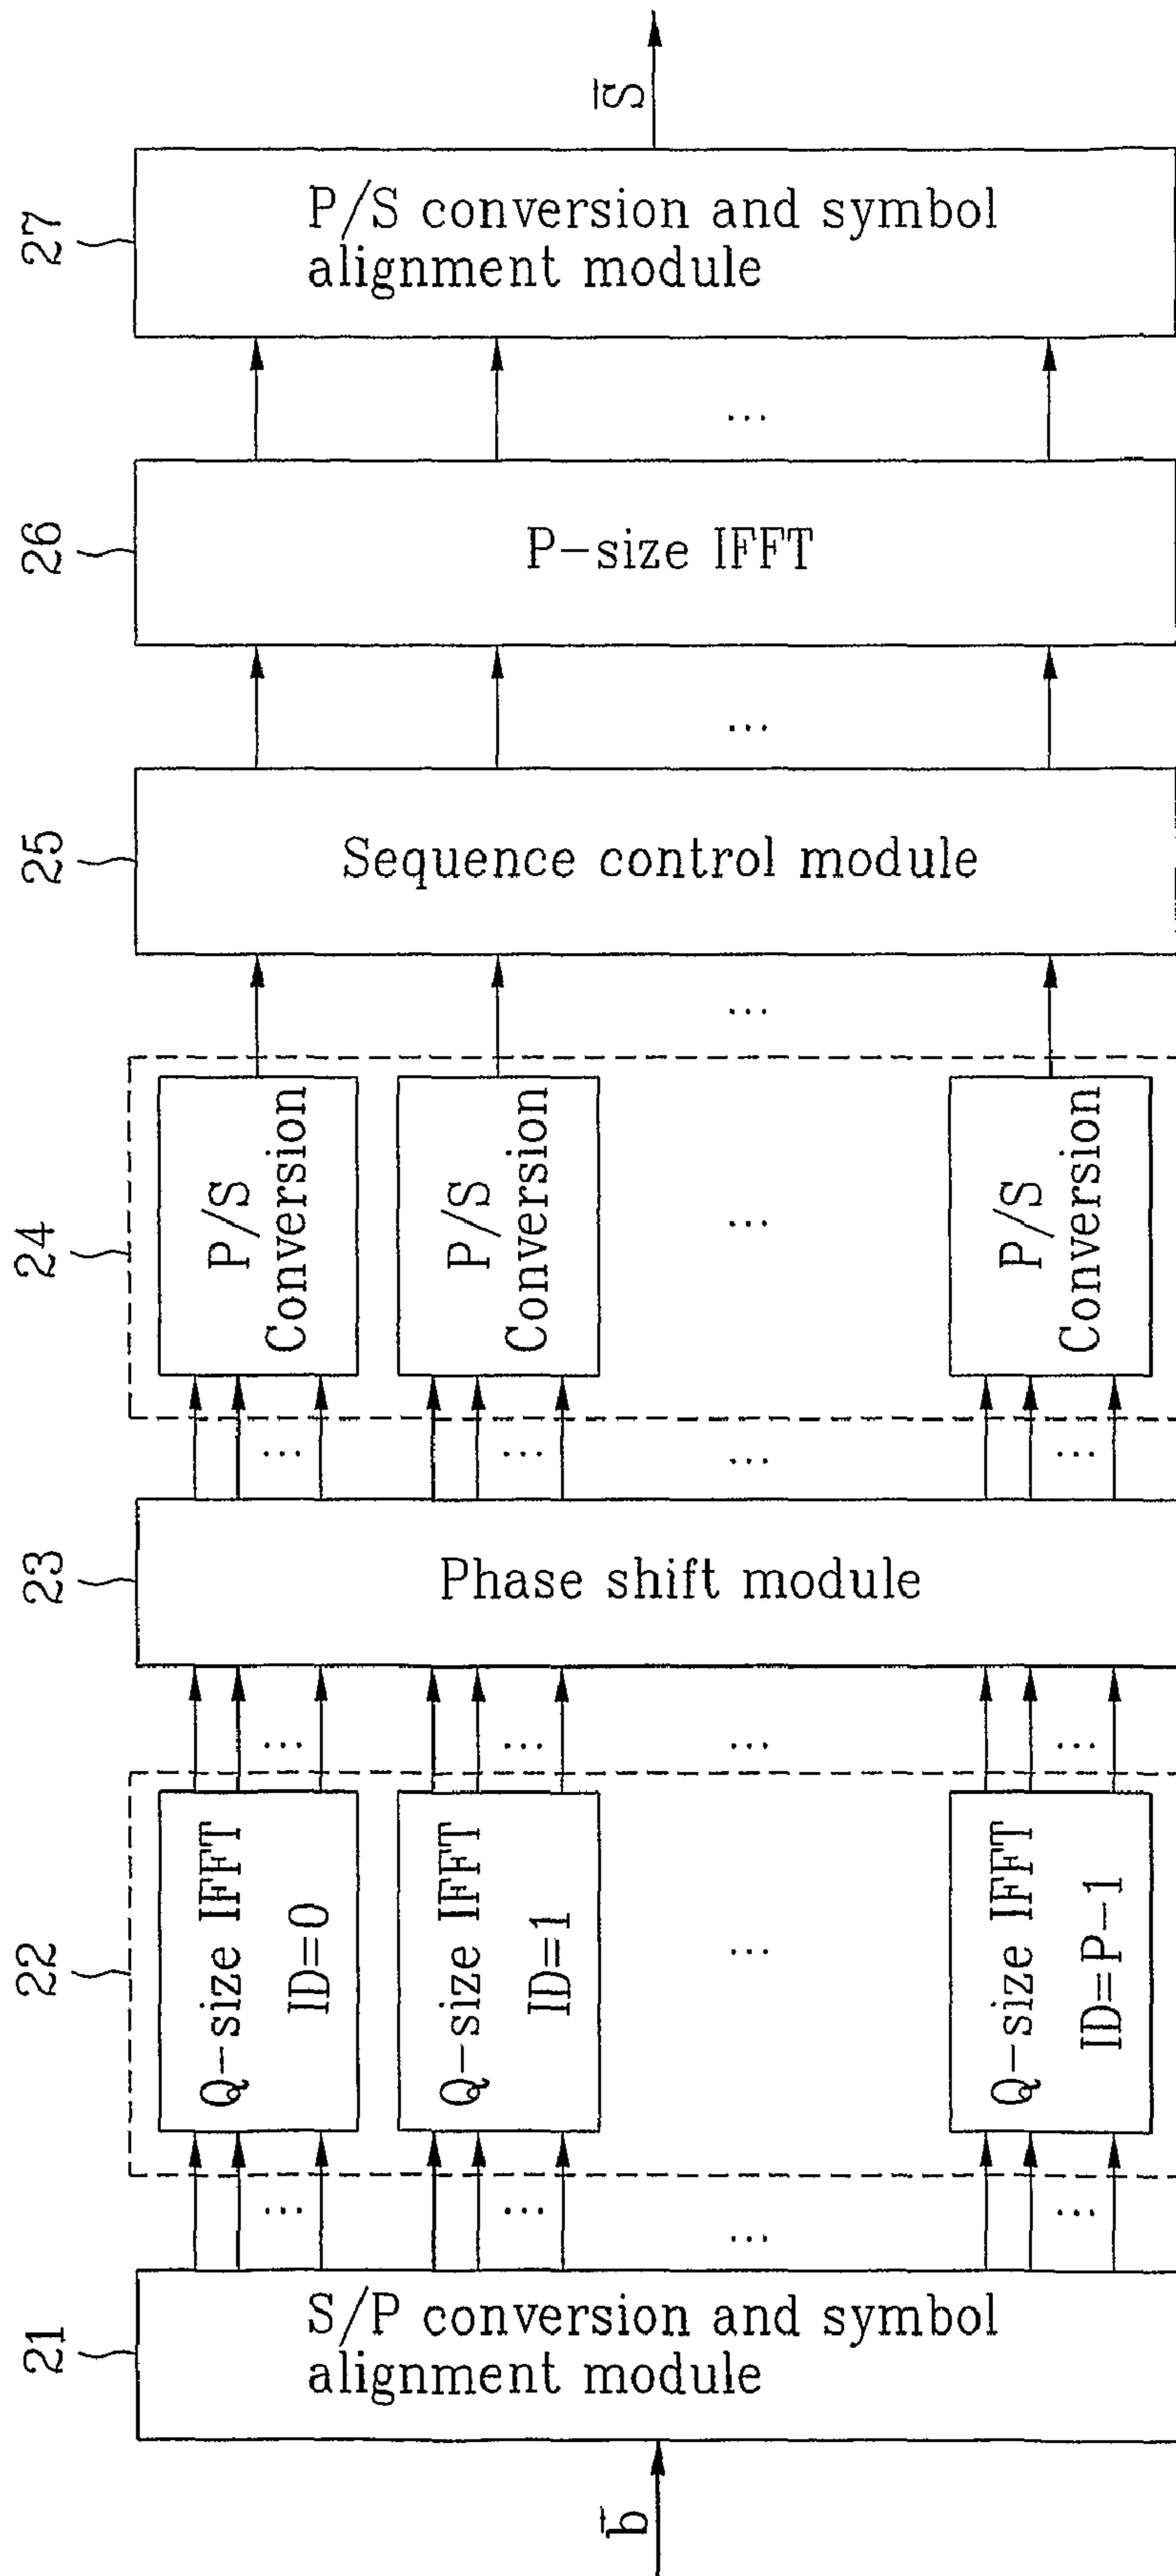 b̄
21
S/P conversion and symbol
alignment module
...
...
...
...
22
Q-size IFFT
ID=0
Q-size IFFT
ID=1
...
Q-size IFFT
ID=P-1
...
...
...
...
23
Phase shift module
...
...
...
...
24
P/S
Conversion
P/S
Conversion
...
P/S
Conversion
...
25
Sequence control module
...
26
P-size IFFT
...
27
P/S conversion and symbol
alignment module
S̄